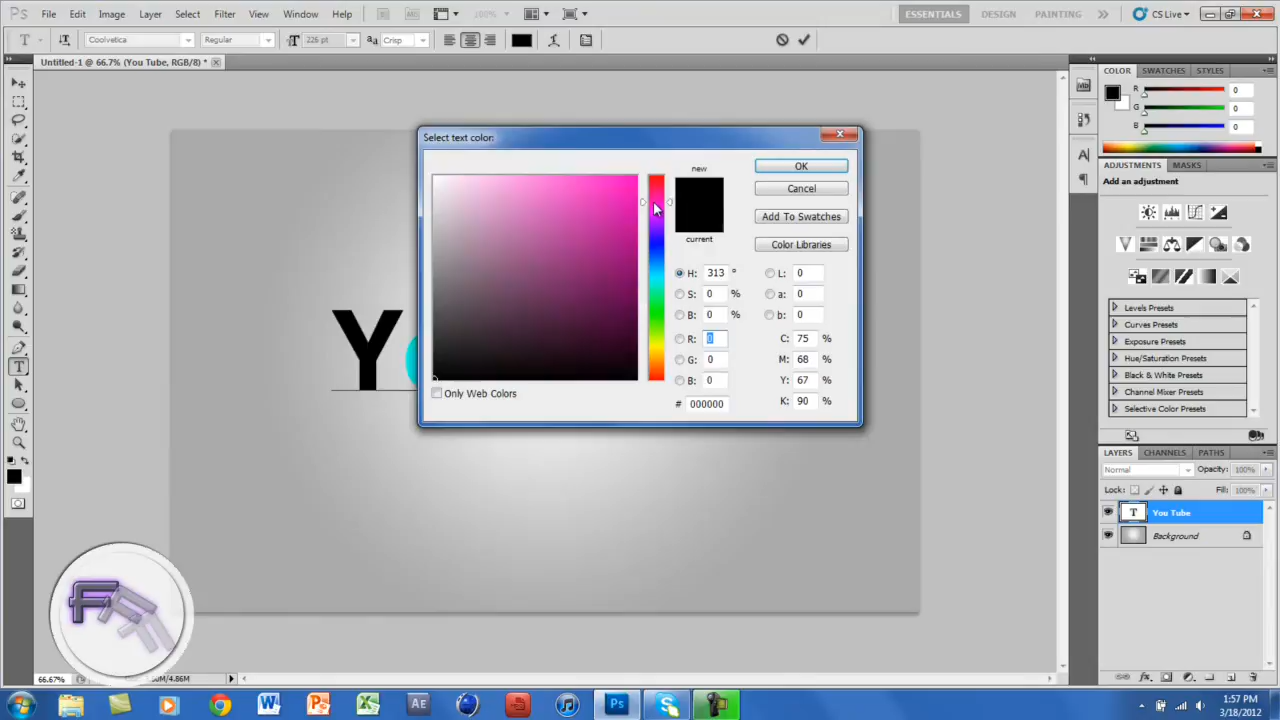 Ps File Edit Image Layer Select Filter View Window Help 100% ESSENTIALS DESIGN PAINTING CS Live
T Coolvetica Regular 226 pt aa Crisp
Untitled-1 @ 66.7% (You Tube, RGB/8) *
COLOR SWATCHES STYLES
R 0
G 0
B 0
ADJUSTMENTS MASKS
Add an adjustment
Select text color:
new
current
OK
Cancel
Add To Swatches
Color Libraries
H: 313 ° L: 0
S: 0 % a: 0
B: 0 % b: 0
R: 0 C: 75 %
G: 0 M: 68 %
B: 0 Y: 67 %
# 000000 K: 90 %
Only Web Colors
Y
Levels Presets
Curves Presets
Exposure Presets
Hue/Saturation Presets
Black & White Presets
Channel Mixer Presets
Selective Color Presets
LAYERS CHANNELS PATHS
Normal Opacity: 100%
Lock: Fill: 100%
T You Tube
Background
66.67%
W P X AE Ps S
1:57 PM
3/18/2012